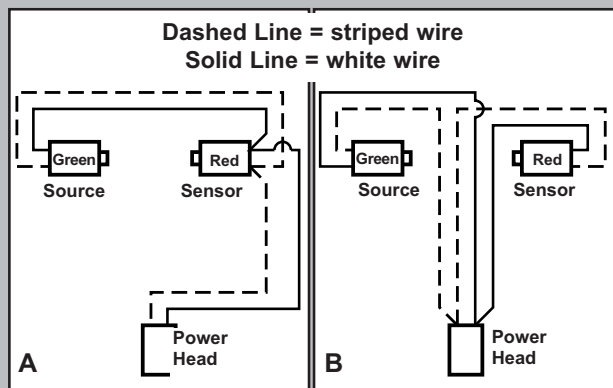 Dashed Line = striped wire
Solid Line = white wire
Green
Red
Source
Sensor
Power
Head
A
Green
Red
Source
Sensor
Power
Head
B